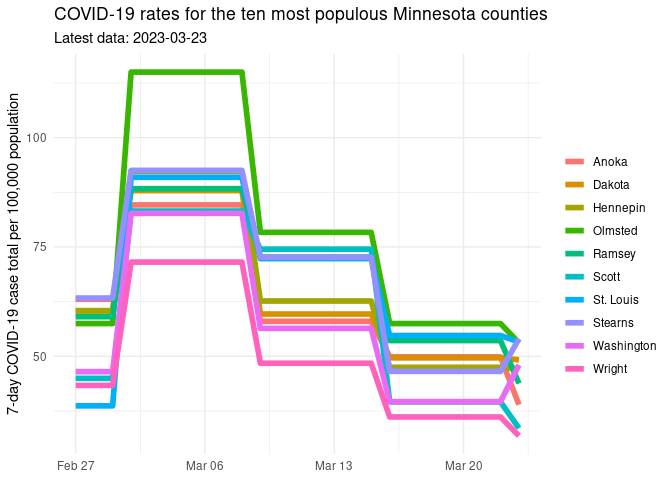 COVID-19 rates for the ten most populous Minnesota counties
Latest data: 2023-03-23
7-day COVID-19 case total per 100,000 population
100
75
50
Feb 27
Mar 06
Mar 13
Mar 20
Anoka
Dakota
Hennepin
Olmsted
Ramsey
Scott
St. Louis
Stearns
Washington
Wright